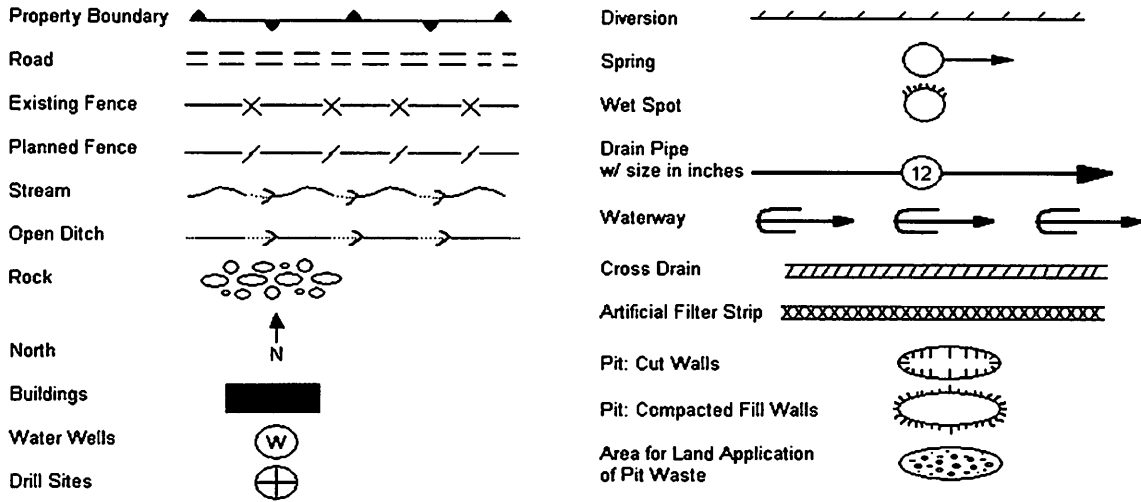 Property Boundary
Road
Existing Fence
Planned Fence
Stream
Open Ditch
Rock
North
N
Buildings
Water Wells
W
Drill Sites
Diversion
Spring
Wet Spot
Drain Pipe
w/ size in inches
12
Waterway
Cross Drain
Artificial Filter Strip
Pit: Cut Walls
Pit: Compacted Fill Walls
Area for Land Application
of Pit Waste